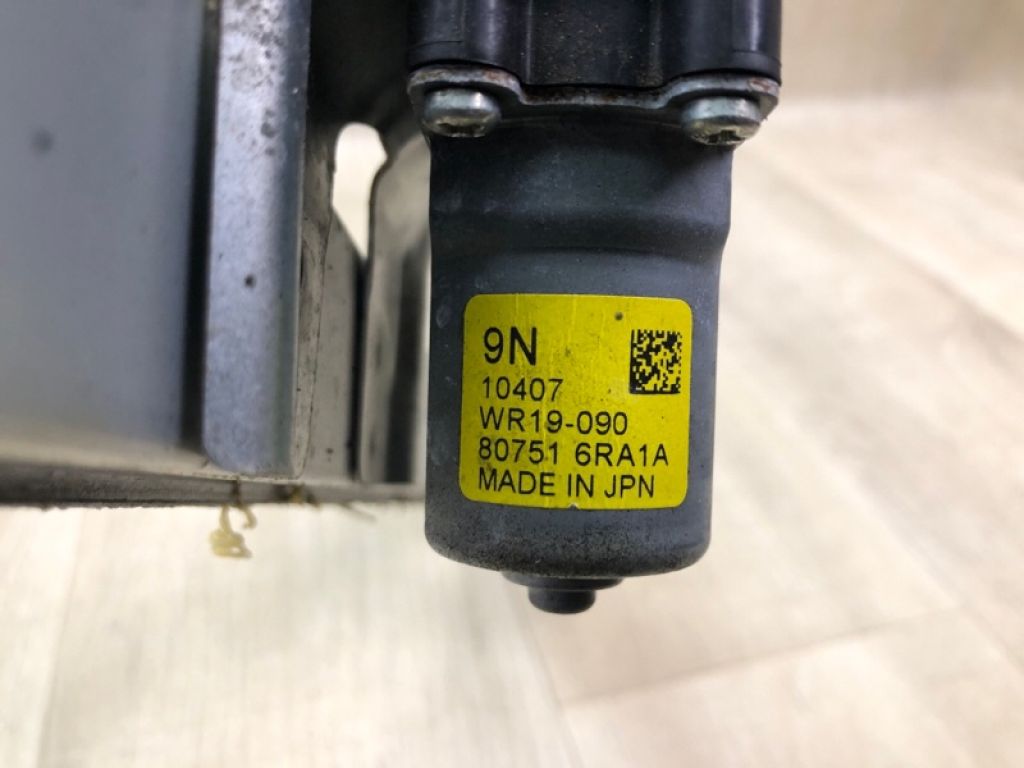 9N
10407
WR19-090
80751 6RA1A
MADE IN JPN